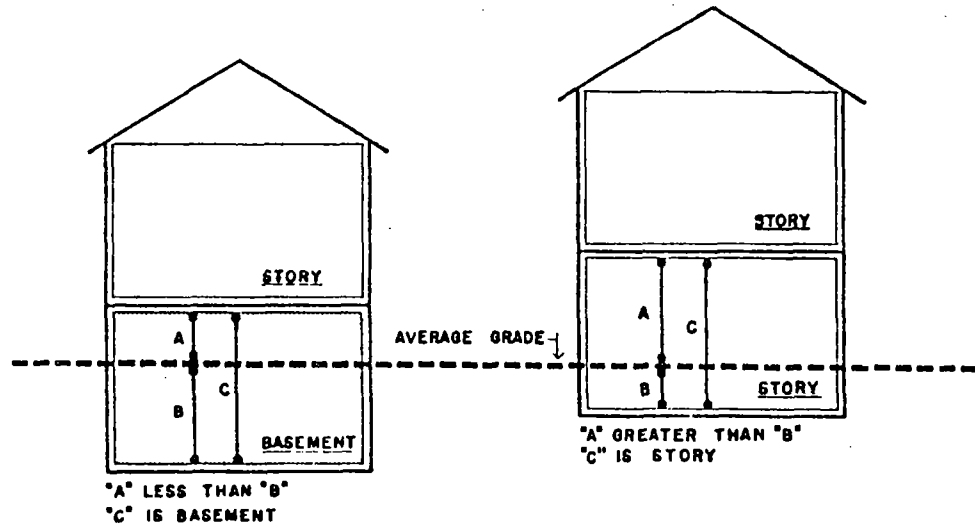 STORY
A
B
C
BASEMENT
"A" LESS THAN "B"
"C" IS BASEMENT
AVERAGE GRADE
STORY
A
B
C
STORY
"A" GREATER THAN "B"
"C" IS STORY